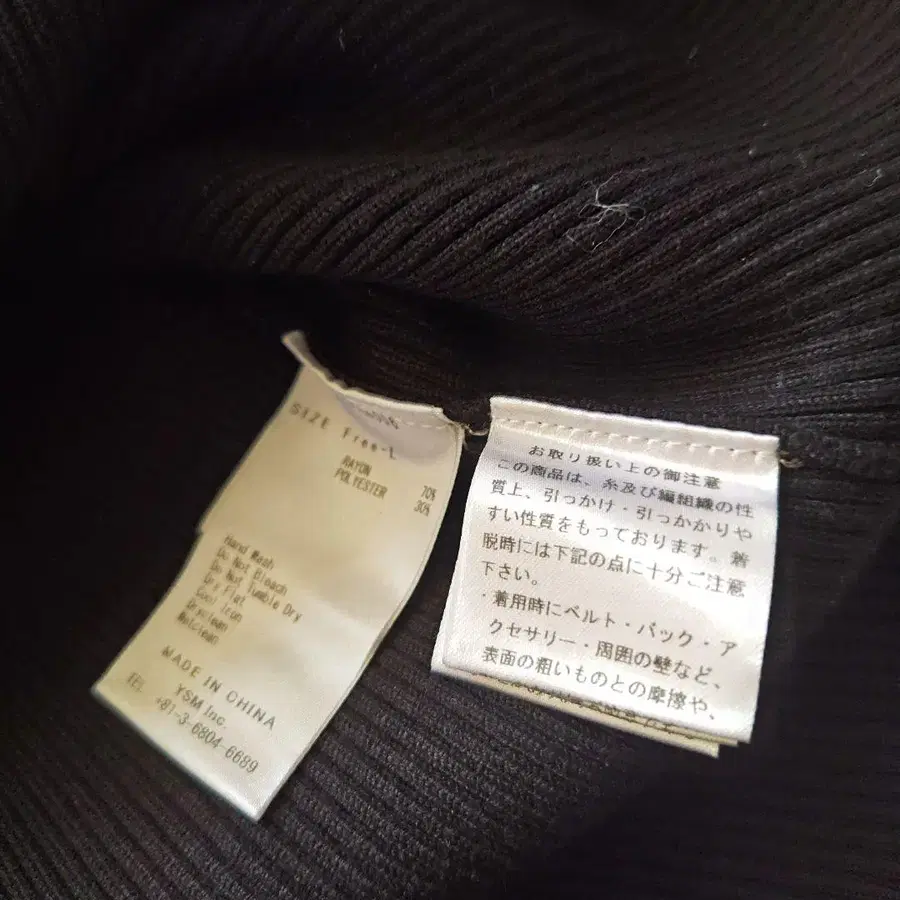 SIZE Free-L
RAYON 70%
POLYESTER 30%
Hand Wash
Do Not Bleach
Do Not Tumble Dry
Dry Flat
Cool Iron
Dryclean
Wetclean
MADE IN CHINA
YSM Inc.
TEL +81-3-6804-6689
お取り扱い上の御注意
この商品は、糸及び編組織の性
質上、引っかけ・引っかかりや
すい性質をもっております。着
脱時には下記の点に十分ご注意
下さい。
・着用時にベルト・バック・ア
クセサリー・周囲の壁など、
表面の粗いものとの摩擦や、